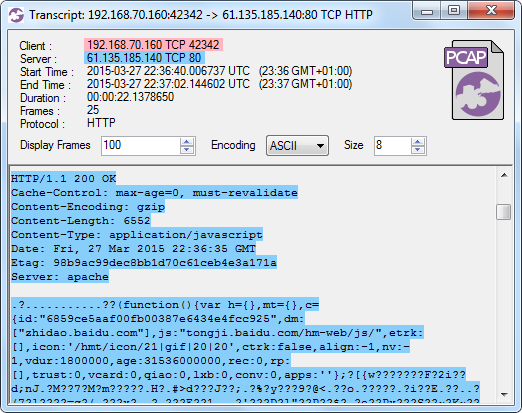 Transcript: 192.168.70.160:42342 -> 61.135.185.140:80 TCP HTTP
Client : 192.168.70.160 TCP 42342
Server : 61.135.185.140 TCP 80
Start Time : 2015-03-27 22:36:40.006737 UTC (23:36 GMT+01:00)
End Time : 2015-03-27 22:37:02.144602 UTC (23:37 GMT+01:00)
Duration : 00:00:22.1378650
Frames : 25
Protocol : HTTP
PCAP
Display Frames 100 Encoding ASCII Size 8
HTTP/1.1 200 OK
Cache-Control: max-age=0, must-revalidate
Content-Encoding: gzip
Content-Length: 6552
Content-Type: application/javascript
Date: Fri, 27 Mar 2015 22:36:35 GMT
Etag: 98b9ac99dec8bb1d70c61ceb4e3a171a
Server: apache
.?...........??(function(){var h={},mt={},c=
{id:"6859ce5aaf00fb00387e6434e4fcc925",dm:
["zhidao.baidu.com"],js:"tongji.baidu.com/hm-web/js/",etrk:
[],icon:'/hmt/icon/21|gif|20|20',ctrk:false,align:-1,nv:-
1,vdur:1800000,age:31536000000,rec:0,rp:
[],trust:0,vcard:0,qiao:0,lxb:0,conv:0,apps:''};?[{w???????F?2i??